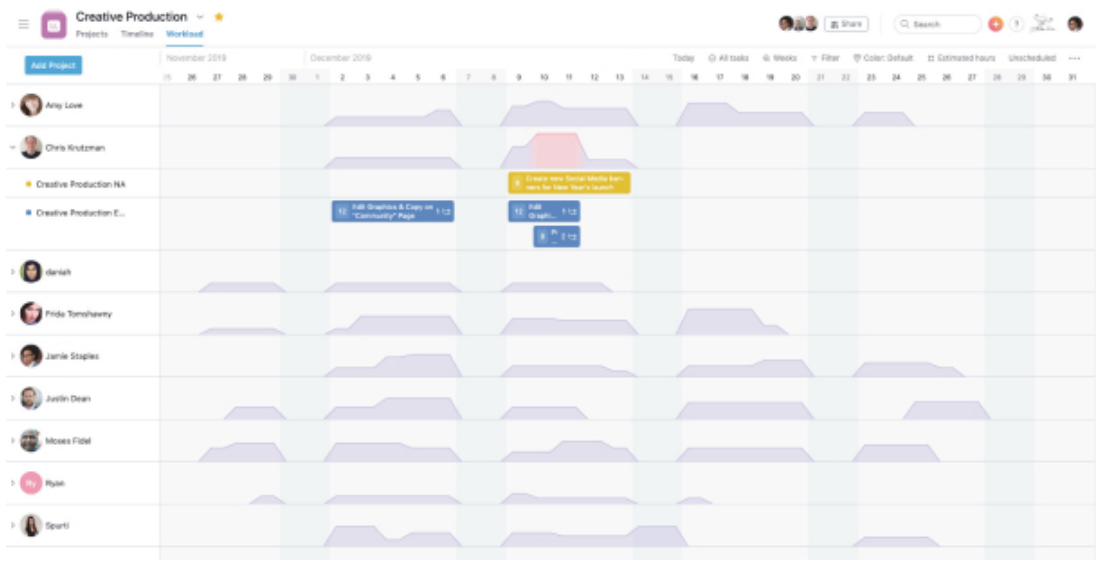 Creative Production
Share
Search
Projects Timeline Workload
Add Project
November 2019 December 2019
Today All tasks Weeks Filter Color: Default Estimated hours Unscheduled
25 26 27 28 29 30 1 2 3 4 5 6 7 8 9 10 11 12 13 14 15 16 17 18 19 20 21 22 23 24 25 26 27 28 29 30 31
Amy Love
Chris Krutzman
Creative Production NA
Create new Social Media ban-
ners for New Year's launch
Creative Production E...
12 Edit Graphics & Copy on
"Community" Page
12 Edit
Graphi...
daniah
Frida Tomshawny
Jamie Staples
Justin Dean
Moses Fidel
Ry Ryan
Spurti